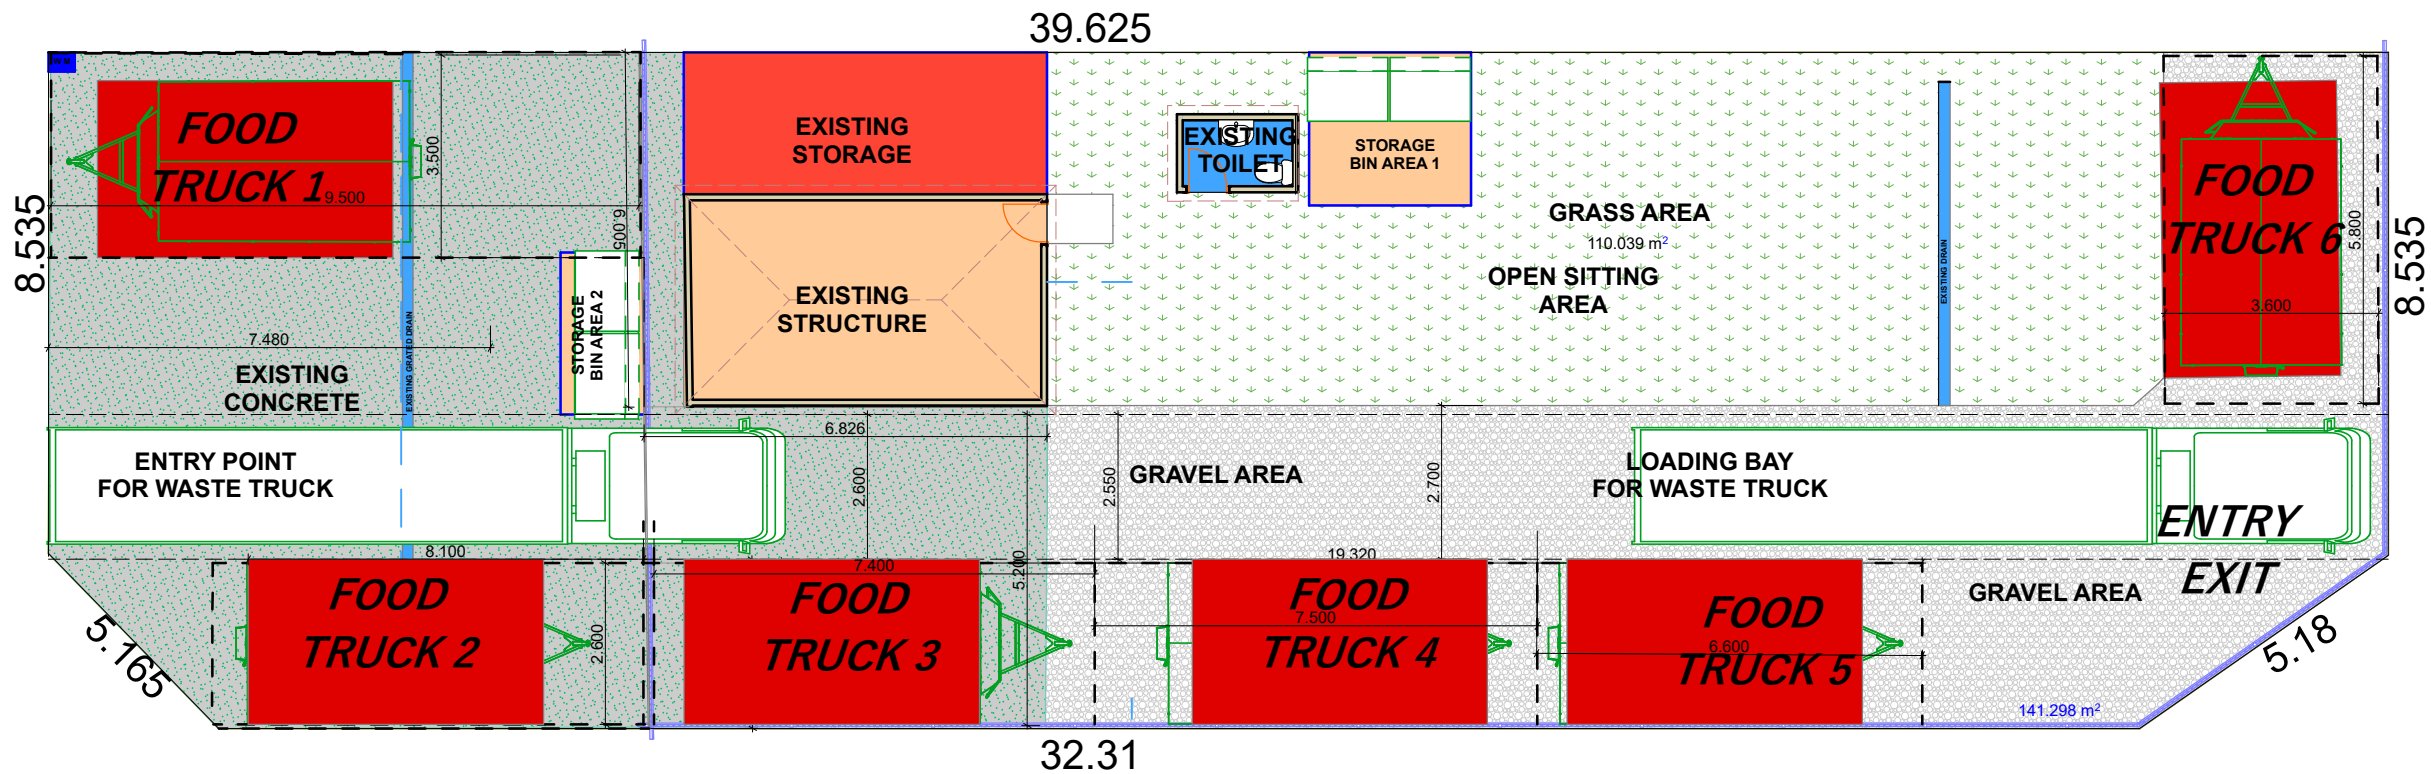 39.625
FOOD
TRUCK 1
9.500
3.500
6.005
8.535
7.480
EXISTING
CONCRETE
EXISTING GRATED DRAIN
STORAGE
BIN AREA 2
EXISTING
STORAGE
EXISTING
STRUCTURE
EXISTING
TOILET
STORAGE
BIN AREA 1
GRASS AREA
110.039 m²
OPEN SITTING
AREA
EXISTING DRAIN
FOOD
TRUCK 6
5.800
3.600
8.535
ENTRY POINT
FOR WASTE TRUCK
6.826
2.600
2.550
GRAVEL AREA
2.700
LOADING BAY
FOR WASTE TRUCK
ENTRY
EXIT
8.100
7.400
5.200
19.320
FOOD
TRUCK 2
2.600
FOOD
TRUCK 3
FOOD
TRUCK 4
7.500
FOOD
TRUCK 5
6.600
GRAVEL AREA
141.298 m²
5.165
5.18
32.31